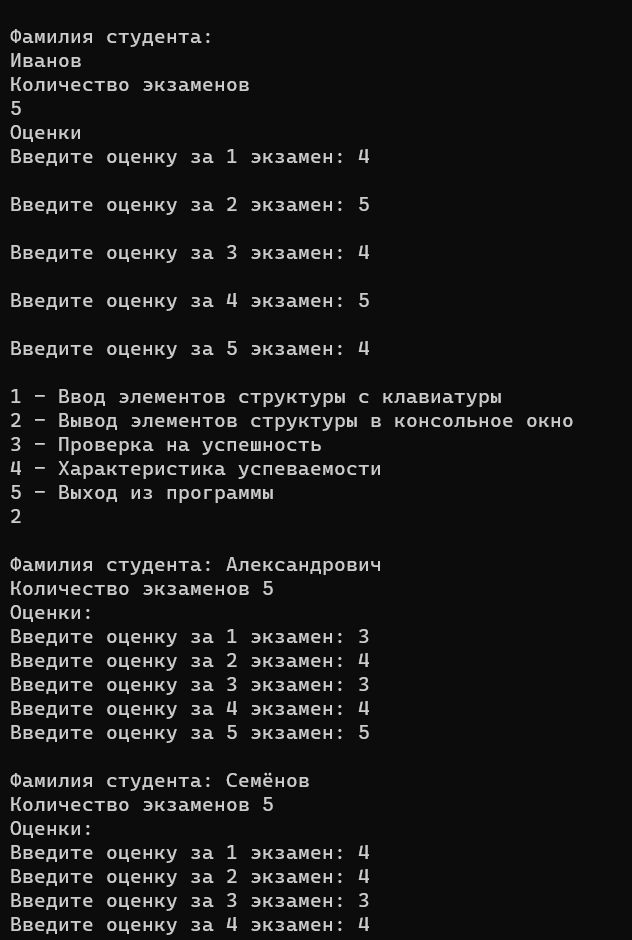 Фамилия студента:
Иванов
Количество экзаменов
5
Оценки
Введите оценку за 1 экзамен: 4
Введите оценку за 2 экзамен: 5
Введите оценку за 3 экзамен: 4
Введите оценку за 4 экзамен: 5
Введите оценку за 5 экзамен: 4
1 - Ввод элементов структуры с клавиатуры
2 - Вывод элементов структуры в консольное окно
3 - Проверка на успешность
4 - Характеристика успеваемости
5 - Выход из программы
2
Фамилия студента: Александрович
Количество экзаменов 5
Оценки:
Введите оценку за 1 экзамен: 3
Введите оценку за 2 экзамен: 4
Введите оценку за 3 экзамен: 3
Введите оценку за 4 экзамен: 4
Введите оценку за 5 экзамен: 5
Фамилия студента: Семёнов
Количество экзаменов 5
Оценки:
Введите оценку за 1 экзамен: 4
Введите оценку за 2 экзамен: 4
Введите оценку за 3 экзамен: 3
Введите оценку за 4 экзамен: 4